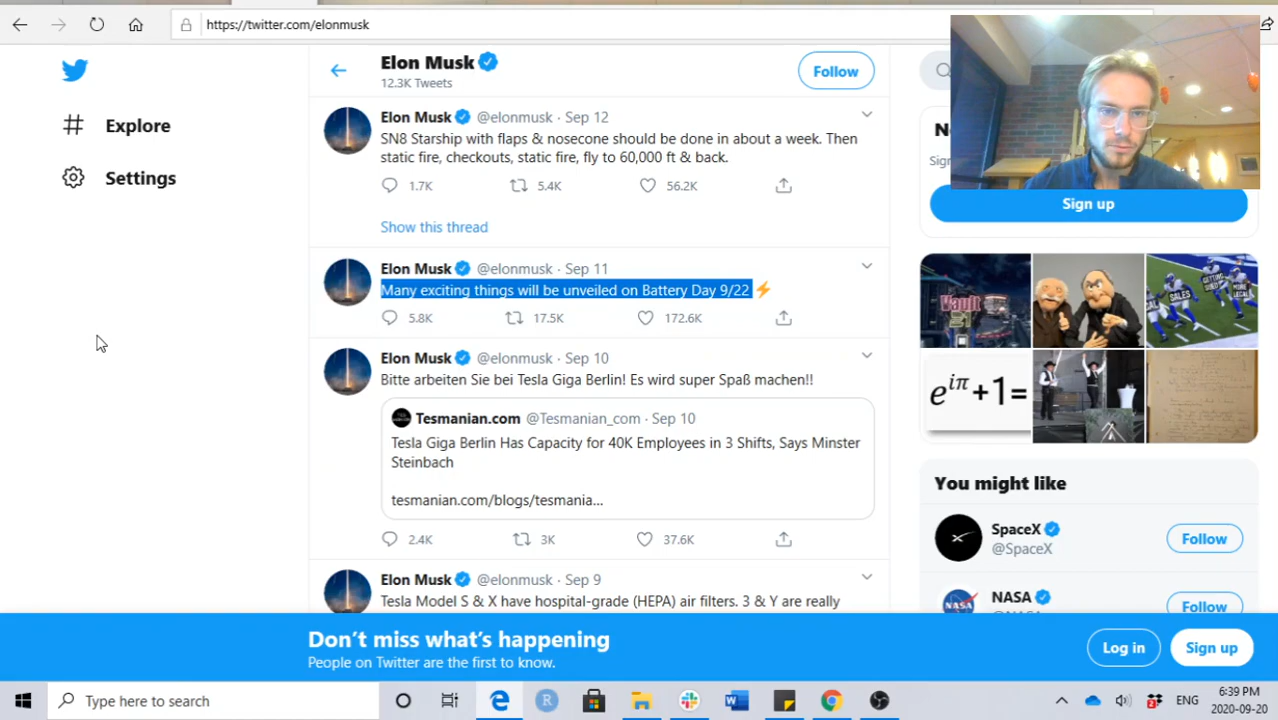 https://twitter.com/elonmusk
Elon Musk
12.3K Tweets
Follow
Explore
Settings
Elon Musk @elonmusk · Sep 12
SN8 Starship with flaps & nosecone should be done in about a week. Then
static fire, checkouts, static fire, fly to 60,000 ft & back.
1.7K 5.4K 56.2K
Show this thread
Elon Musk @elonmusk · Sep 11
Many exciting things will be unveiled on Battery Day 9/22⚡
5.8K 17.5K 172.6K
Elon Musk @elonmusk · Sep 10
Bitte arbeiten Sie bei Tesla Giga Berlin! Es wird super Spaß machen!!
Tesmanian.com @Tesmanian_com · Sep 10
Tesla Giga Berlin Has Capacity for 40K Employees in 3 Shifts, Says Minster
Steinbach
tesmanian.com/blogs/tesmania...
2.4K 3K 37.6K
Elon Musk @elonmusk · Sep 9
Tesla Model S & X have hospital-grade (HEPA) air filters. 3 & Y are really
Sign up
Vault
21
GETTING
SOLD
SALES
MORE
LEGAL
e^iπ +1=
You might like
SpaceX
@SpaceX
Follow
NASA
Follow
Don't miss what's happening
People on Twitter are the first to know.
Log in
Sign up
Type here to search
R
W
2
ENG
6:39 PM
2020-09-20